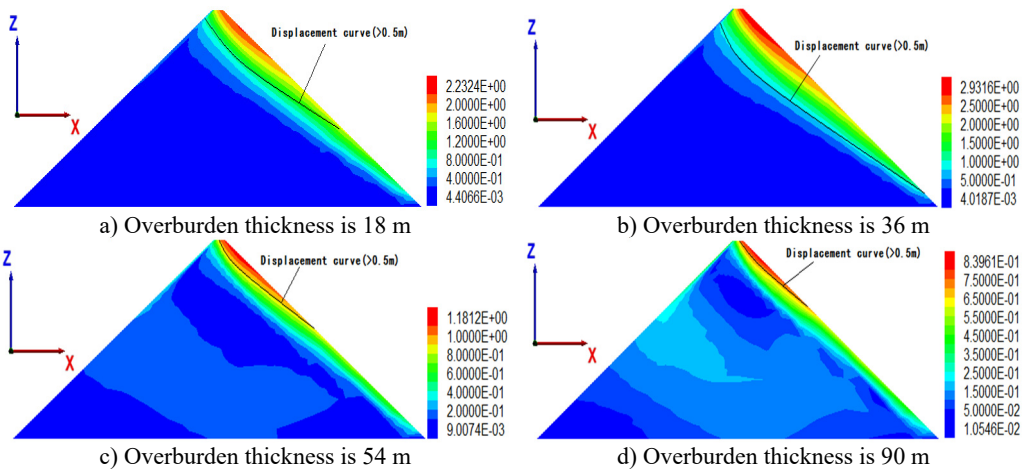 Z
X
Displacement curve(>0.5m)
2.2324E+00
2.0000E+00
1.6000E+00
1.2000E+00
8.0000E-01
4.0000E-01
4.4066E-03
a) Overburden thickness is 18 m
Z
X
Displacement curve(>0.5m)
2.9316E+00
2.5000E+00
2.0000E+00
1.5000E+00
1.0000E+00
5.0000E-01
4.0187E-03
b) Overburden thickness is 36 m
Z
X
Displacement curve(>0.5m)
1.1812E+00
1.0000E+00
8.0000E-01
6.0000E-01
4.0000E-01
2.0000E-01
9.0074E-03
c) Overburden thickness is 54 m
Z
X
Displacement curve(>0.5m)
8.3961E-01
7.5000E-01
6.5000E-01
5.5000E-01
4.5000E-01
3.5000E-01
2.5000E-01
1.5000E-01
5.0000E-02
1.0546E-02
d) Overburden thickness is 90 m